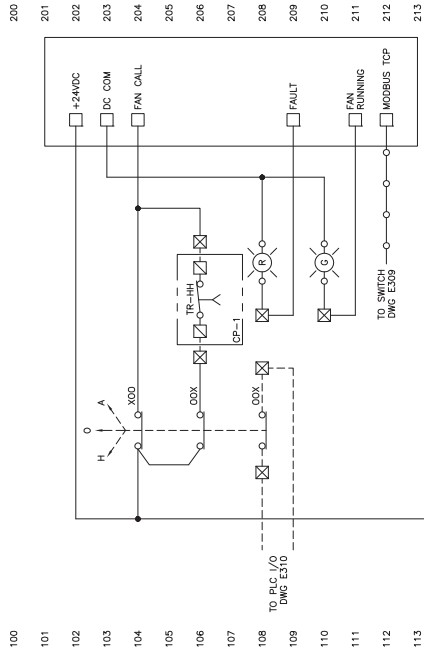 200
201
202
203
204
205
206
207
208
209
210
211
212
213
+24VDC
DC COM
FAN CALL
FAULT
FAN
RUNNING
MODBUS TCP
TR-HH
CP-1
R
G
TO SWITCH
DWG E309
H
O
A
XOO
OOX
OOX
TO PLC I/O
DWG E310
100
101
102
103
104
105
106
107
108
109
110
111
112
113